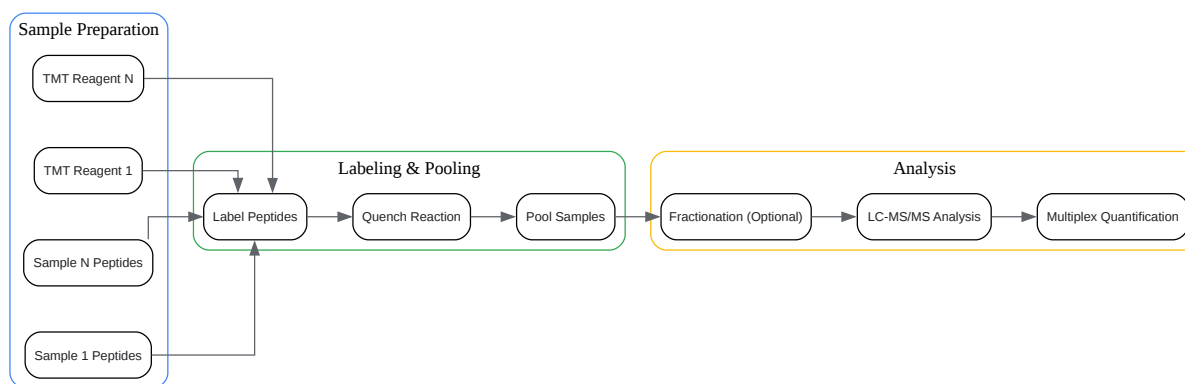 Sample Preparation
TMT Reagent N
TMT Reagent 1
Sample N Peptides
Sample 1 Peptides
Labeling & Pooling
Label Peptides
Quench Reaction
Pool Samples
Analysis
Fractionation (Optional)
LC-MS/MS Analysis
Multiplex Quantification